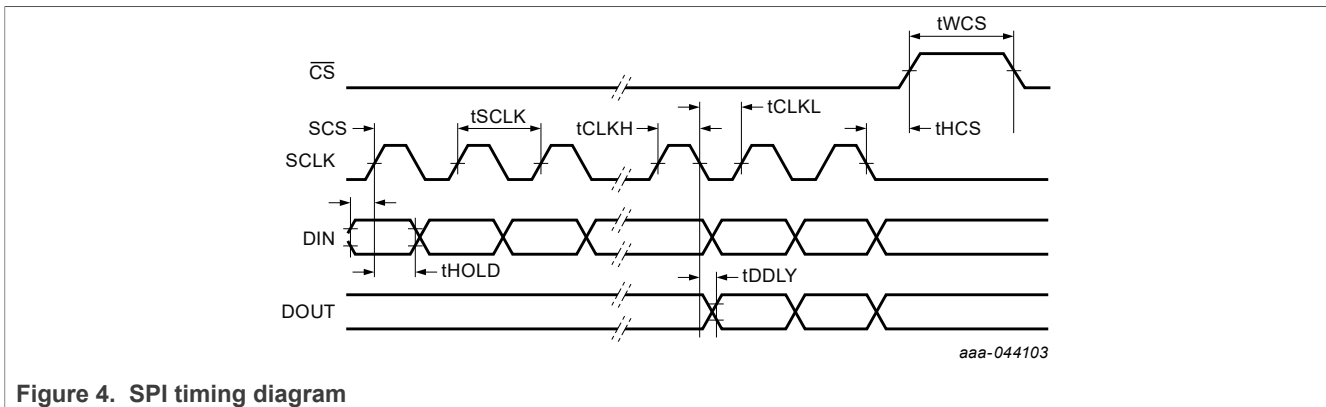 tWCS
CS
tCLKL
SCS
tSCLK
tCLKH
tHCS
SCLK
DIN
tHOLD
tDDLY
DOUT
aaa-044103
Figure 4. SPI timing diagram